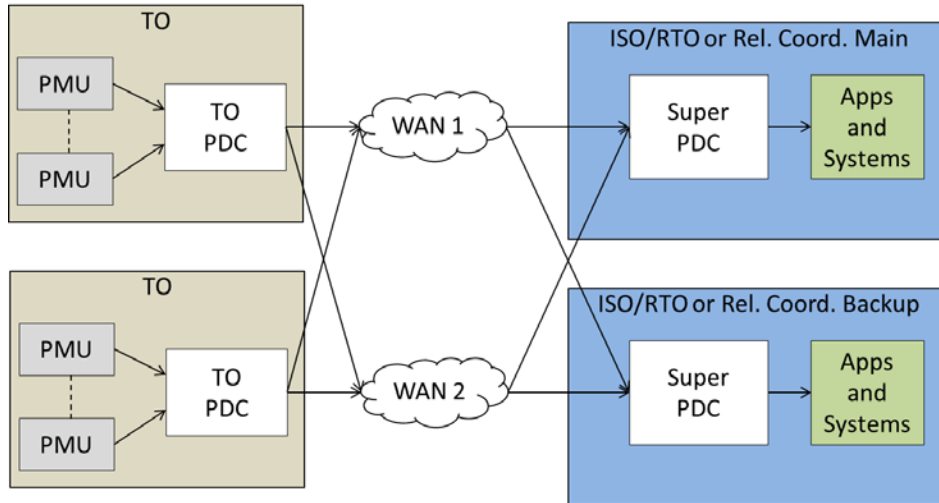 TO
PMU
PMU
TO
PDC
WAN 1
ISO/RTO or Rel. Coord. Main
Super
PDC
Apps
and
Systems
TO
PMU
PMU
TO
PDC
WAN 2
ISO/RTO or Rel. Coord. Backup
Super
PDC
Apps
and
Systems